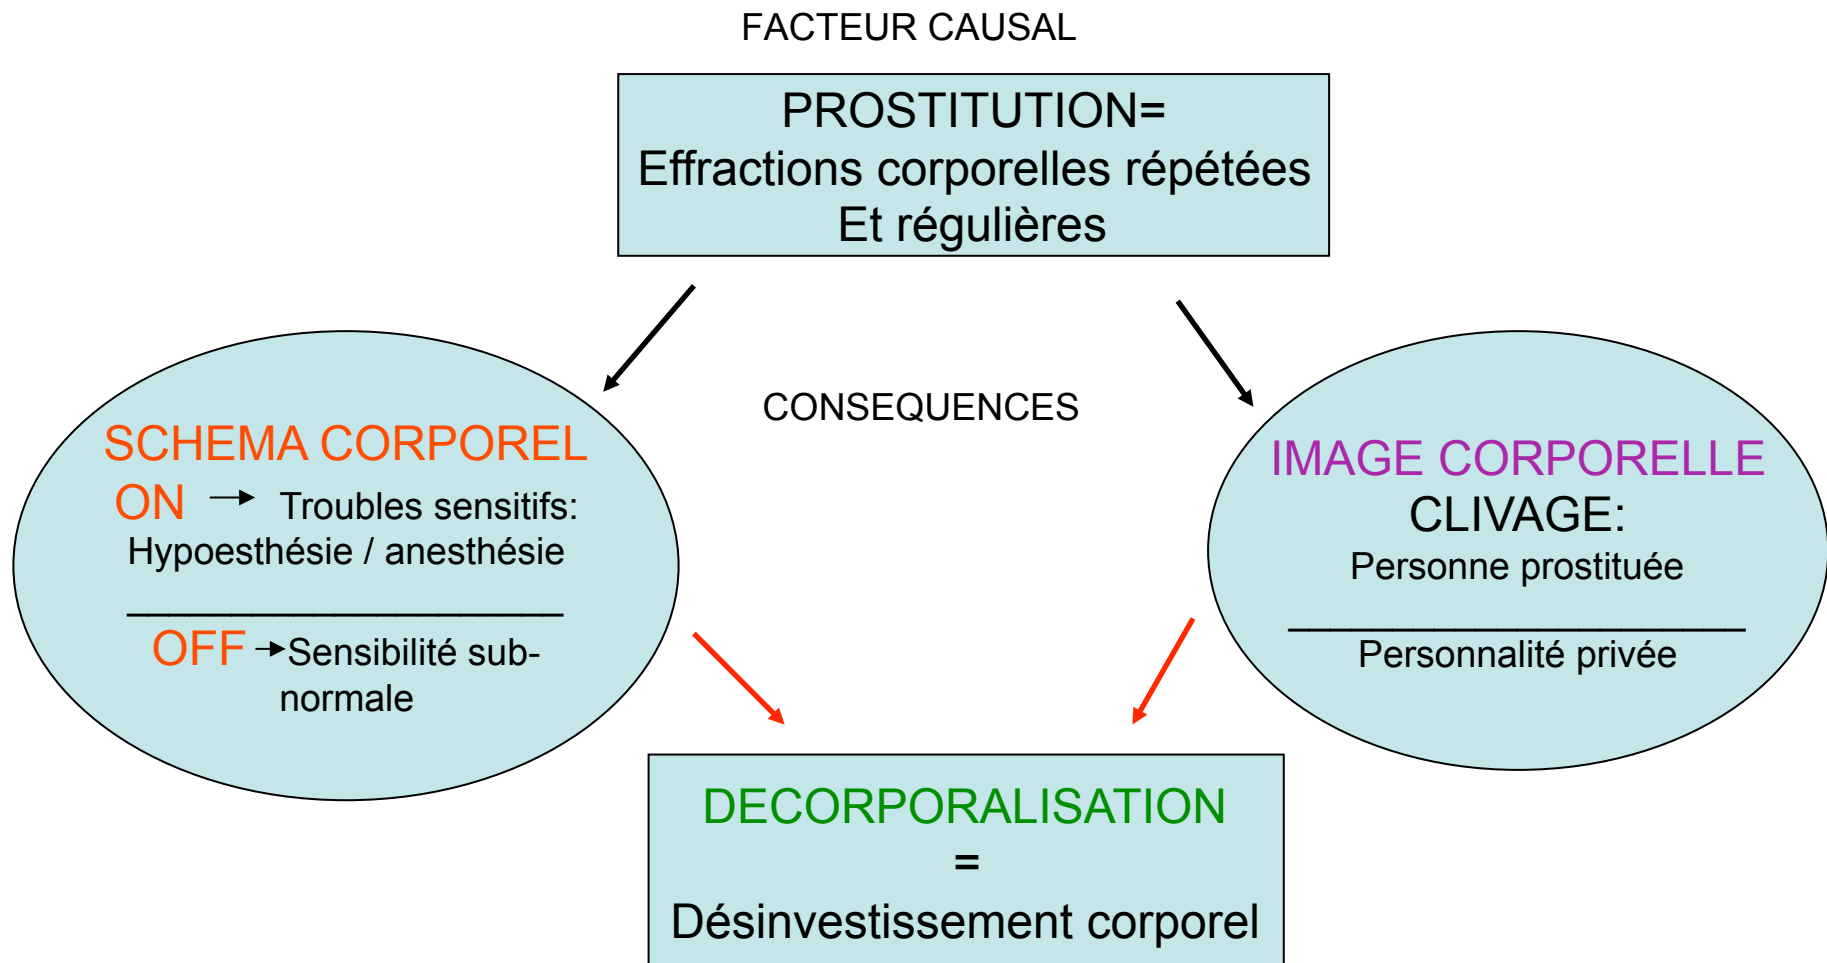 FACTEUR CAUSAL
PROSTITUTION=
Effractions corporelles répétées
Et régulières
CONSEQUENCES
SCHEMA CORPOREL
ON Troubles sensitifs:
Hypoesthésie / anesthésie
OFF Sensibilité sub-
normale
IMAGE CORPORELLE
CLIVAGE:
Personne prostituée
Personnalité privée
DECORPORALISATION
=
Désinvestissement corporel